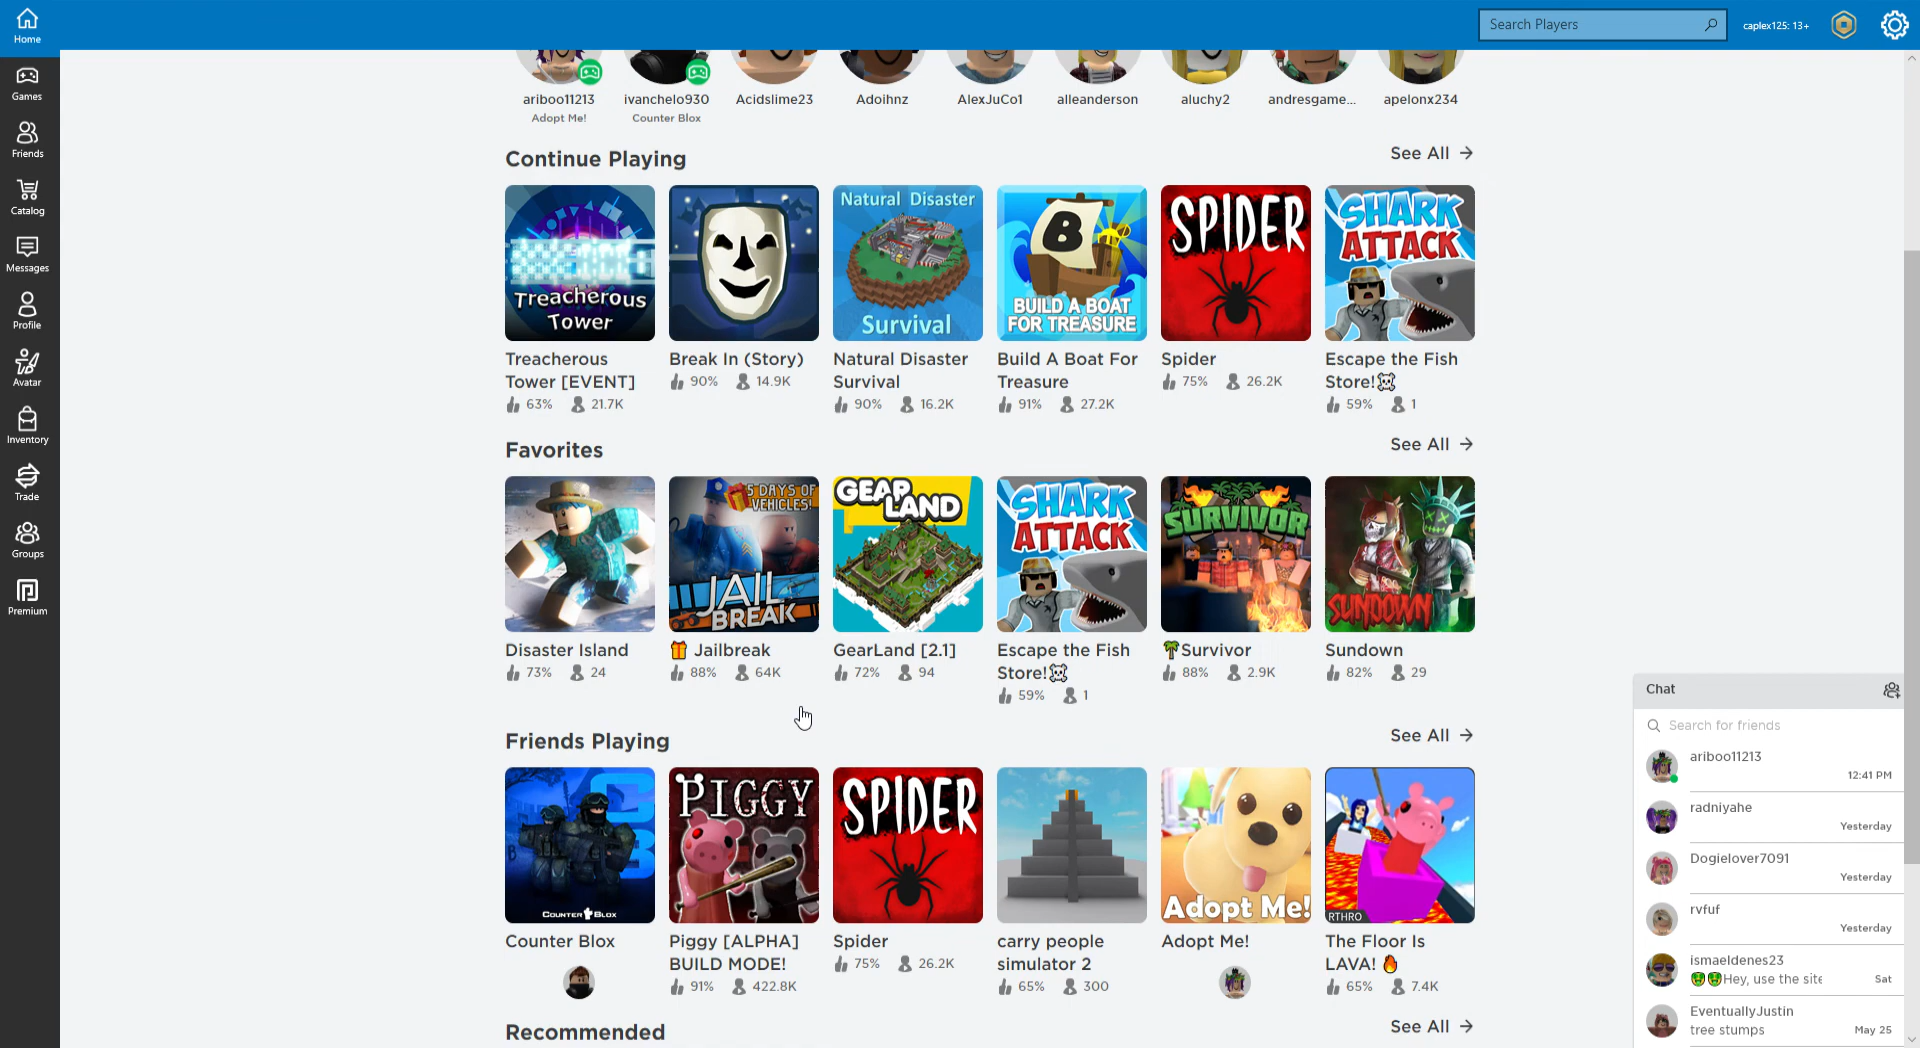 Home
Search Players
caplex125: 13+
Games
Friends
Catalog
Messages
Profile
Avatar
Inventory
Trade
Groups
Premium
ariboo11213
Adopt Me!
ivanchelo930
Counter Blox
Acidslime23
Adoihnz
AlexJuCo1
alleanderson
aluchy2
andresgame...
apelonx234
Continue Playing
See All
Treacherous
Tower
Natural Disaster
Survival
B
BUILD A BOAT
FOR TREASURE
SPIDER
SHARK
ATTACK
Treacherous
Tower [EVENT]
63% 21.7K
Break In (Story)
90% 14.9K
Natural Disaster
Survival
90% 16.2K
Build A Boat For
Treasure
91% 27.2K
Spider
75% 26.2K
Escape the Fish
Store!☠
59% 1
Favorites
See All
5 DAYS OF
VEHICLES!
JAIL
BREAK
GEAR
LAND
SHARK
ATTACK
SURVIVOR
SUNDOWN
Disaster Island
73% 24
🎁 Jailbreak
88% 64K
GearLand [2.1]
72% 94
Escape the Fish
Store!☠
59% 1
🌴Survivor
88% 2.9K
Sundown
82% 29
Friends Playing
See All
COUNTER BLOX
PIGGY
SPIDER
Adopt Me!
RTHRO
Counter Blox
Piggy [ALPHA]
BUILD MODE!
91% 422.8K
Spider
75% 26.2K
carry people
simulator 2
65% 300
Adopt Me!
The Floor Is
LAVA! 🔥
65% 7.4K
Recommended
See All
Chat
Search for friends
ariboo11213
12:41 PM
radniyahe
Yesterday
Dogielover7091
Yesterday
rvfuf
Yesterday
ismaeldenes23
🤑🤑Hey, use the site
Sat
EventuallyJustin
tree stumps
May 25